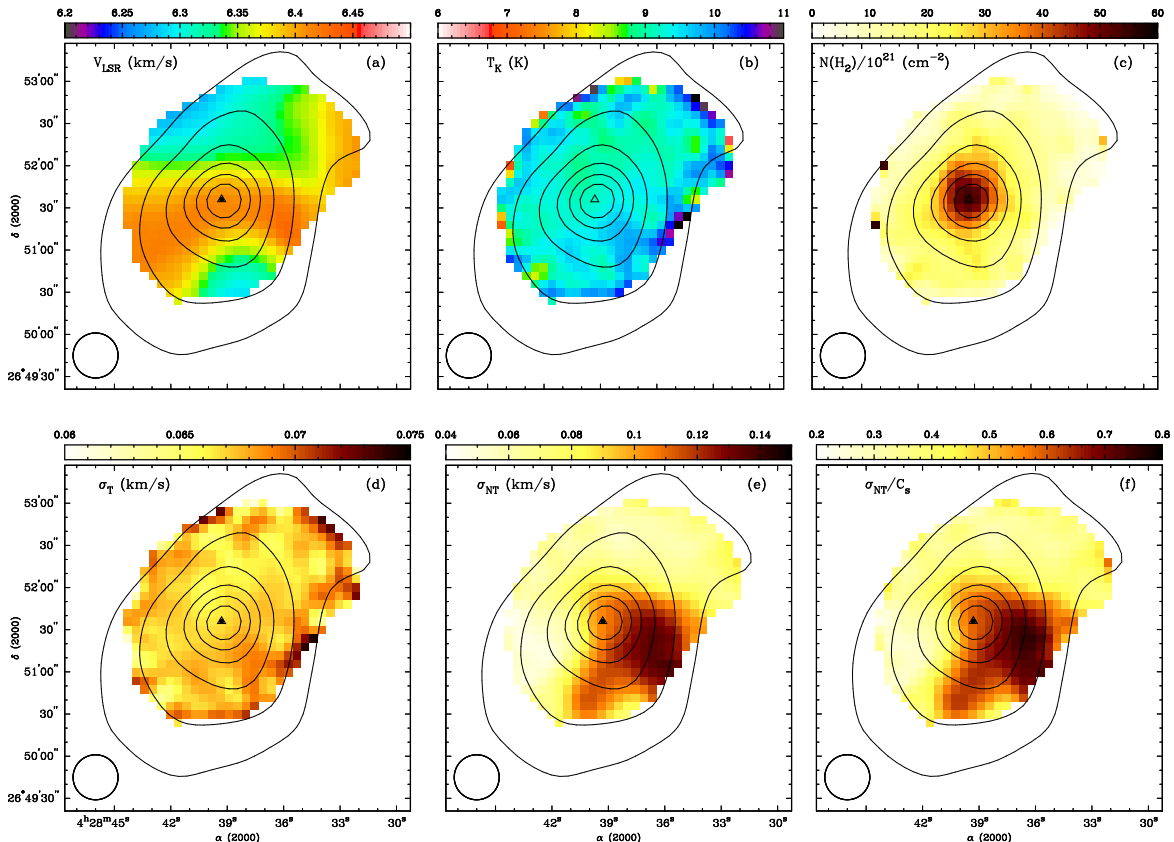 6.2 6.25 6.3 6.35 6.4 6.45
6 7 8 9 10 11
0 10 20 30 40 50 60
V_LSR (km/s) (a)
T_K (K) (b)
N(H_2)/10^21 (cm^-2) (c)
53'00"
30"
52'00"
30"
51'00"
30"
50'00"
26°49'30"
δ (2000)
0.06 0.065 0.07 0.075
0.04 0.06 0.08 0.1 0.12 0.14
0.2 0.3 0.4 0.5 0.6 0.7 0.8
σ_T (km/s) (d)
σ_NT (km/s) (e)
σ_NT/C_s (f)
53'00"
30"
52'00"
30"
51'00"
30"
50'00"
26°49'30"
δ (2000)
4^h28^m45^s 42^s 39^s 36^s 33^s 30^s
42^s 39^s 36^s 33^s 30^s
42^s 39^s 36^s 33^s 30^s
α (2000)
α (2000)
α (2000)